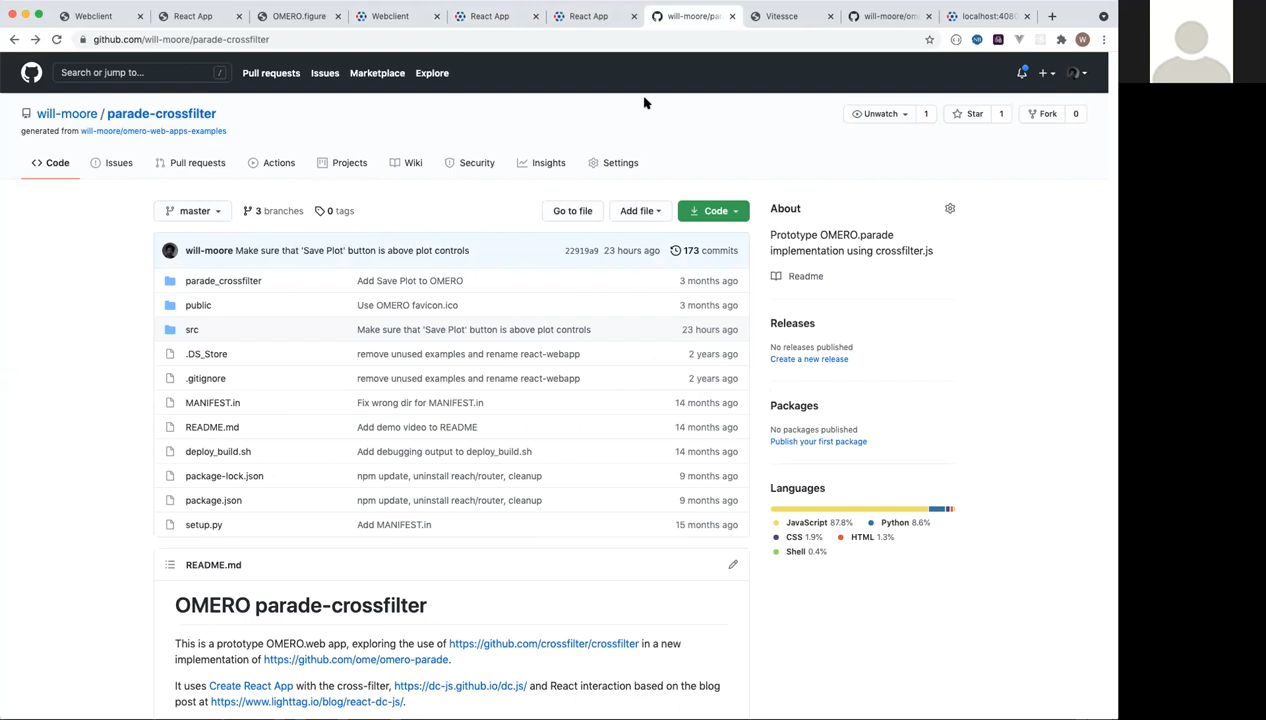 Webclient
React App
OMERO.figure
Webclient
React App
React App
will-moore/par
Vitessce
will-moore/om
localhost:4080
github.com/will-moore/parade-crossfilter
W
Search or jump to...
/
Pull requests
Issues
Marketplace
Explore
will-moore / parade-crossfilter
generated from will-moore/omero-web-apps-examples
Unwatch
1
Star
1
Fork
0
Code
Issues
Pull requests
Actions
Projects
Wiki
Security
Insights
Settings
master
3 branches
0 tags
Go to file
Add file
Code
will-moore Make sure that 'Save Plot' button is above plot controls
22919a9 23 hours ago
173 commits
parade_crossfilter Add Save Plot to OMERO 3 months ago
public Use OMERO favicon.ico 3 months ago
src Make sure that 'Save Plot' button is above plot controls 23 hours ago
.DS_Store remove unused examples and rename react-webapp 2 years ago
.gitignore remove unused examples and rename react-webapp 2 years ago
MANIFEST.in Fix wrong dir for MANIFEST.in 14 months ago
README.md Add demo video to README 14 months ago
deploy_build.sh Add debugging output to deploy_build.sh 14 months ago
package-lock.json npm update, uninstall reach/router, cleanup 9 months ago
package.json npm update, uninstall reach/router, cleanup 9 months ago
setup.py Add MANIFEST.in 15 months ago
README.md
OMERO parade-crossfilter
This is a prototype OMERO.web app, exploring the use of https://github.com/crossfilter/crossfilter in a new
implementation of https://github.com/ome/omero-parade.
It uses Create React App with the cross-filter, https://dc-js.github.io/dc.js/ and React interaction based on the blog
post at https://www.lighttag.io/blog/react-dc-js/.
About
Prototype OMERO.parade
implementation using crossfilter.js
Readme
Releases
No releases published
Create a new release
Packages
No packages published
Publish your first package
Languages
JavaScript 87.8%
Python 8.6%
CSS 1.9%
HTML 1.3%
Shell 0.4%